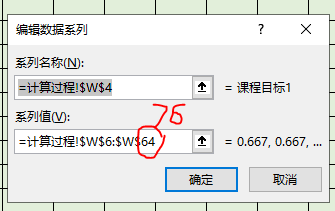 编辑数据系列
系列名称(N):
=计算过程!$W$4 = 课程目标1
75
系列值(V):
=计算过程!$W$6:$W$64 = 0.667, 0.667, ...
确定 取消